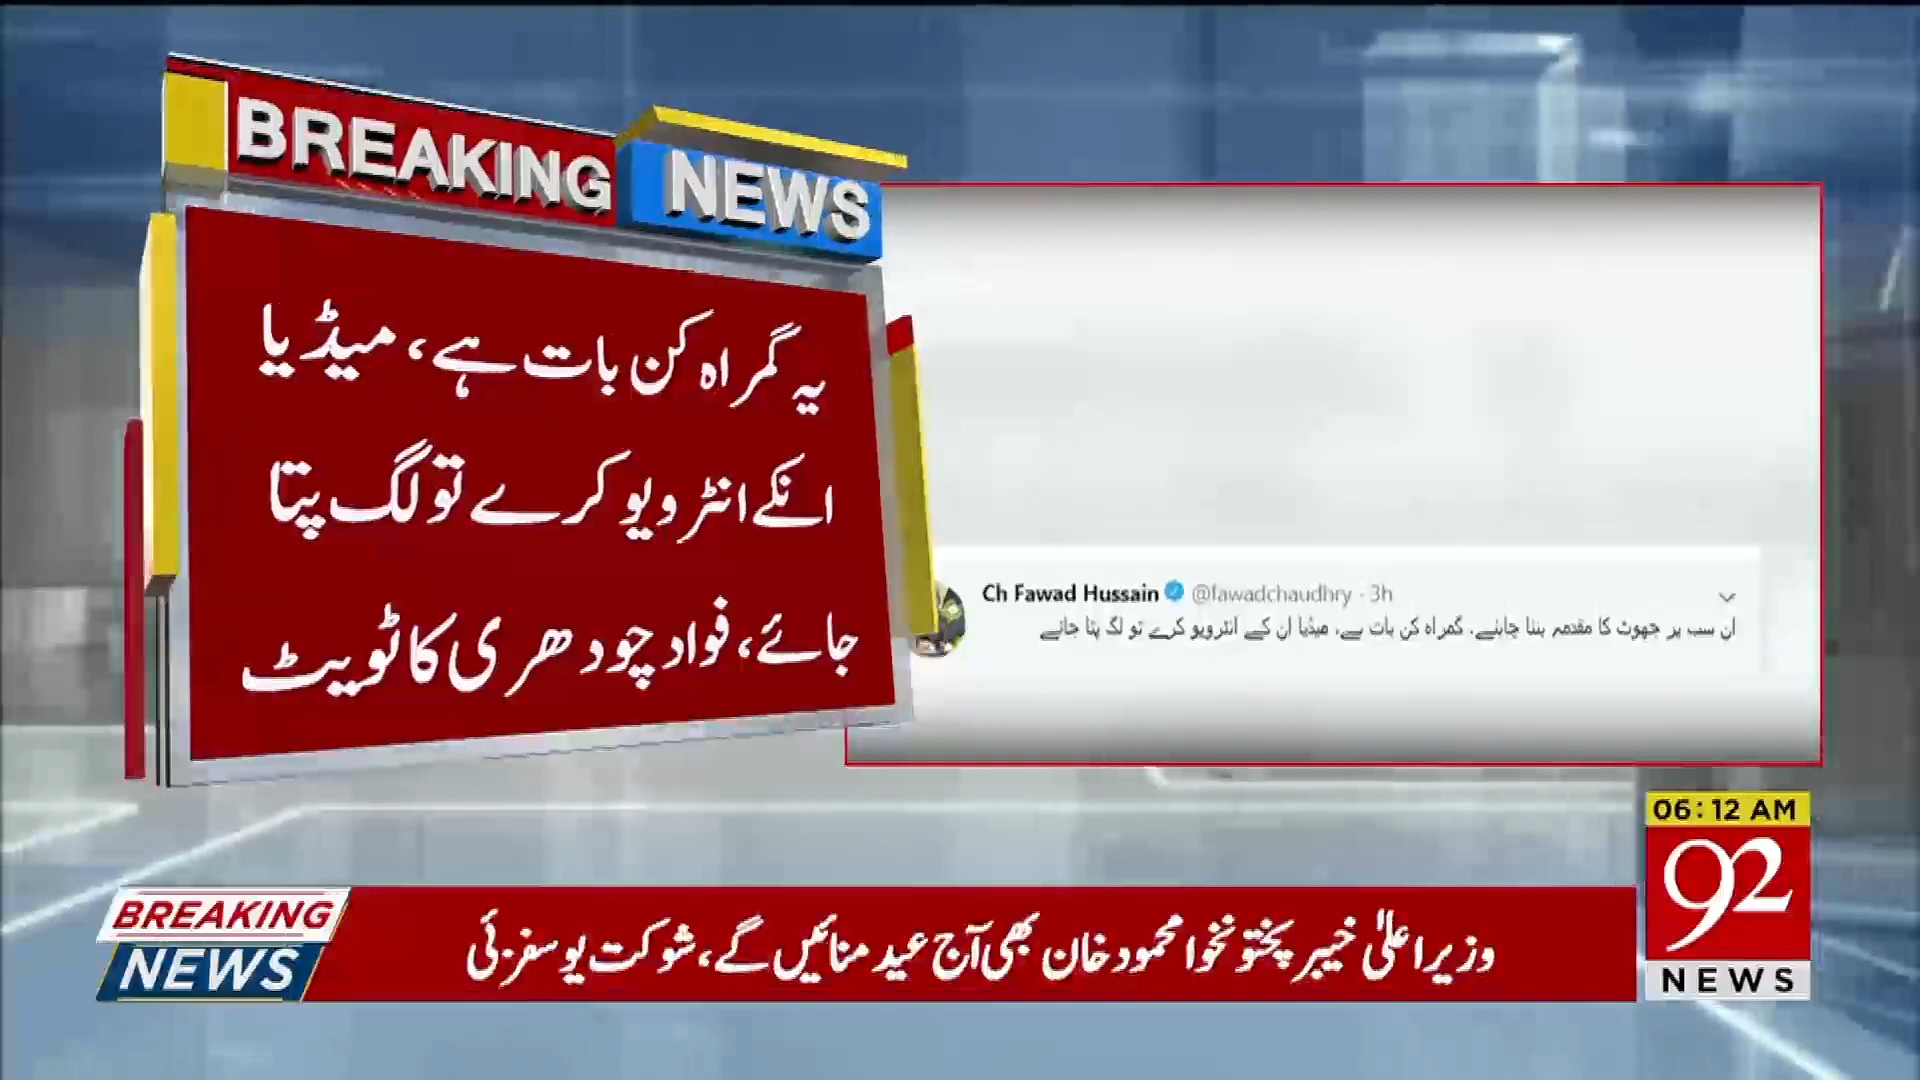 BREAKING NEWS
یہ گمراہ کن بات ہے، میڈیا
انکے انٹرویو کرے تو لگ پتا
جائے، فواد چودھری کا ٹویٹ
Ch Fawad Hussain @fawadchaudhry · 3h
ان سب پر جھوٹ کا مقدمہ بننا چاہئے، گمراہ کن بات ہے، میڈیا ان کے انٹرویو کرے تو لگ پتا جائے
06:12 AM
92
NEWS
BREAKING
NEWS
وزیراعلیٰ خیبر پختونخوا محمود خان بھی آج عید منائیں گے، شوکت یوسفزئی